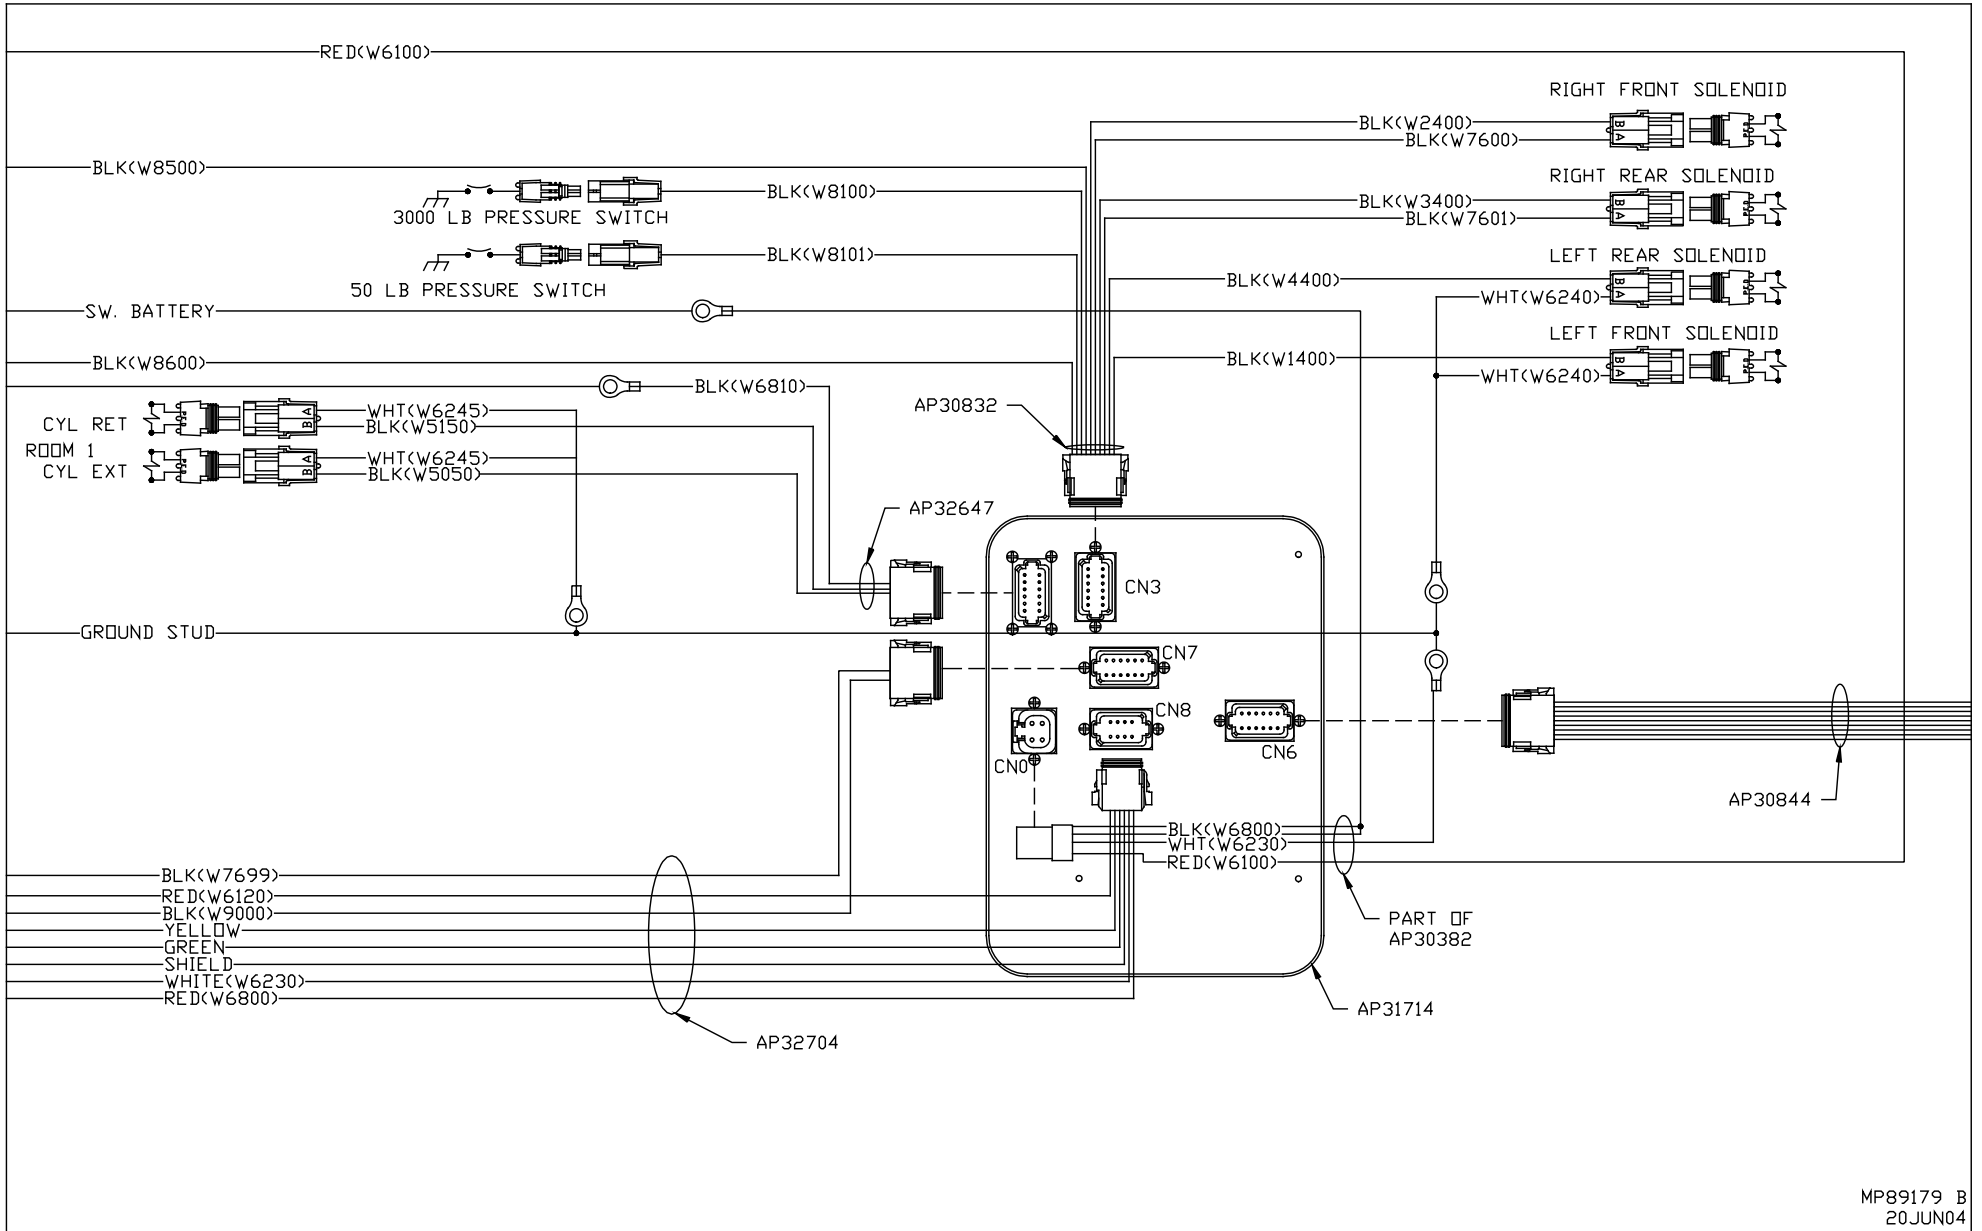 RED(W6100)
RIGHT FRONT SOLENOID
BLK(W2400)
BLK(W7600)
B
A
BLK(W8500)
RIGHT REAR SOLENOID
BLK(W8100)
BLK(W3400)
3000 LB PRESSURE SWITCH
BLK(W7601)
B
A
BLK(W8101)
LEFT REAR SOLENOID
50 LB PRESSURE SWITCH
BLK(W4400)
WHT(W6240)
B
A
SW. BATTERY
LEFT FRONT SOLENOID
BLK(W8600)
BLK(W1400)
WHT(W6240)
B
A
BLK(W6810)
AP30832
CYL RET
WHT(W6245)
BLK(W5150)
A
B
ROOM 1
CYL EXT
WHT(W6245)
BLK(W5050)
A
B
AP32647
CN3
GROUND STUD
CN7
CN8
CN0
CN6
AP30844
BLK(W6800)
WHT(W6230)
RED(W6100)
BLK(W7699)
RED(W6120)
BLK(W9000)
YELLOW
GREEN
SHIELD
WHITE(W6230)
RED(W6800)
PART OF
AP30382
AP31714
AP32704
MP89179 B
20JUN04